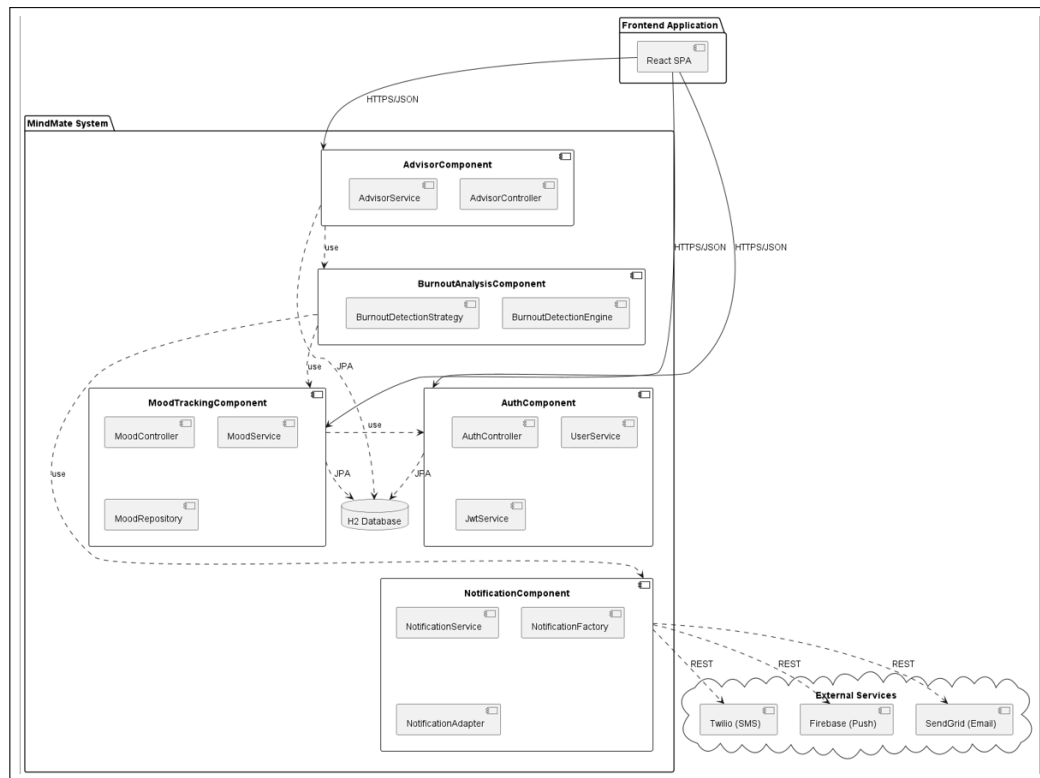 Frontend Application
React SPA
HTTPS/JSON
MindMate System
AdvisorComponent
AdvisorService
AdvisorController
HTTPS/JSON
HTTPS/JSON
use
BurnoutAnalysisComponent
BurnoutDetectionStrategy
BurnoutDetectionEngine
use
JPA
MoodTrackingComponent
MoodController
MoodService
MoodRepository
use
AuthComponent
AuthController
UserService
JwtService
use
JPA
JPA
H2 Database
NotificationComponent
NotificationService
NotificationFactory
NotificationAdapter
REST
REST
REST
External Services
Twilio (SMS)
Firebase (Push)
SendGrid (Email)